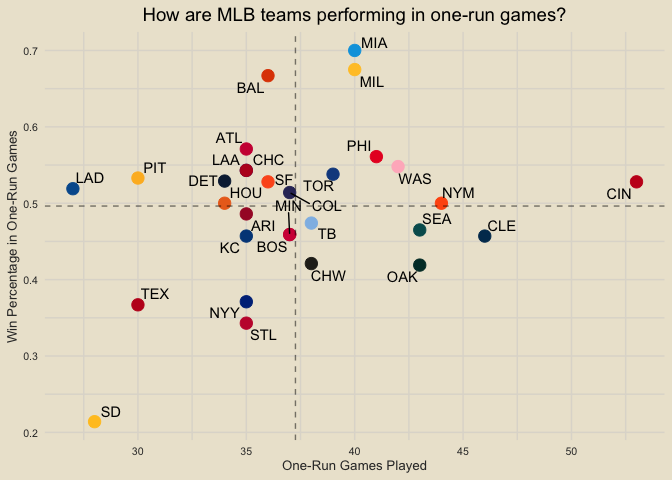 How are MLB teams performing in one-run games?
Win Percentage in One-Run Games
0.7
0.6
0.5
0.4
0.3
0.2
MIA
MIL
BAL
ATL
PHI
LAA CHC
WAS
PIT
LAD
DET
SF
TOR
HOU
NYM
CIN
MIN
COL
ARI
SEA
CLE
TB
KC
BOS
CHW
OAK
TEX
NYY
STL
SD
30 35 40 45 50
One-Run Games Played